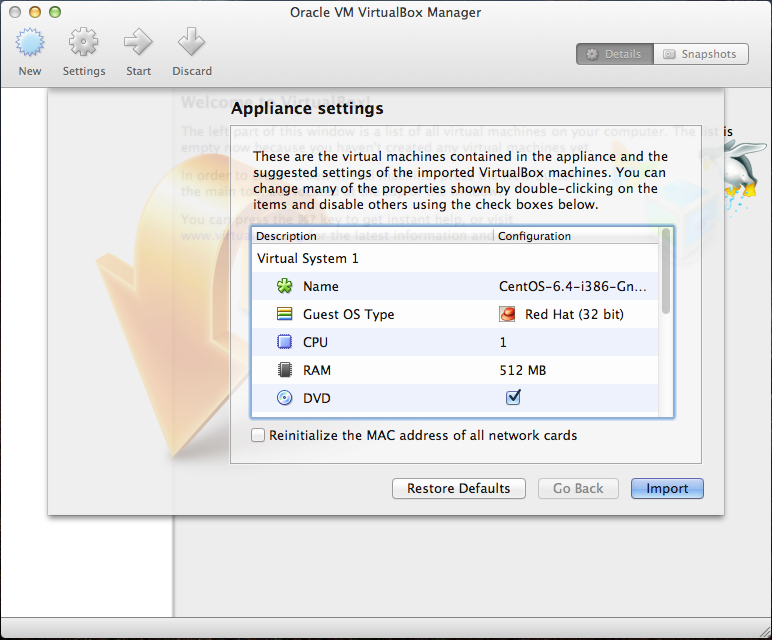 Oracle VM VirtualBox Manager
New
Settings
Start
Discard
Details
Snapshots
Welcome to VirtualBox!
The left part of this window is a list of all virtual machines on your computer. The list is
empty now because you haven't created any virtual machines yet.
In order to
the main to
You can press the ⌘? key to get instant help, or visit
www.virtu for the latest information and
Appliance settings
These are the virtual machines contained in the appliance and the
suggested settings of the imported VirtualBox machines. You can
change many of the properties shown by double-clicking on the
items and disable others using the check boxes below.
Description Configuration
Virtual System 1
Name CentOS-6.4-i386-Gn...
Guest OS Type Red Hat (32 bit)
CPU 1
RAM 512 MB
DVD
Reinitialize the MAC address of all network cards
Restore Defaults
Go Back
Import